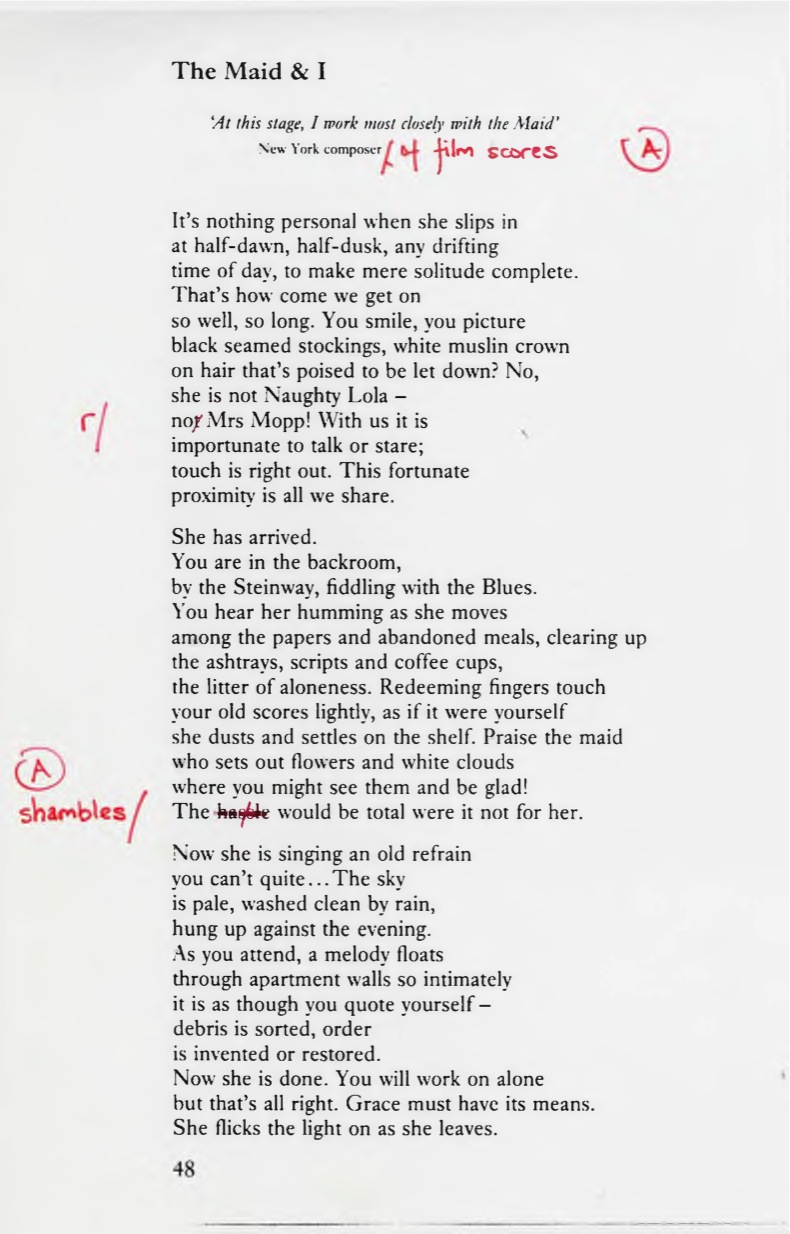 The Maid & I
'At this stage, I work most closely with the Maid'
New York composer / of film scores
A
It's nothing personal when she slips in
at half-dawn, half-dusk, any drifting
time of day, to make mere solitude complete.
That's how come we get on
so well, so long. You smile, you picture
black seamed stockings, white muslin crown
on hair that's poised to be let down? No,
she is not Naughty Lola –
r/
nor Mrs Mopp! With us it is
importunate to talk or stare;
touch is right out. This fortunate
proximity is all we share.
She has arrived.
You are in the backroom,
by the Steinway, fiddling with the Blues.
You hear her humming as she moves
among the papers and abandoned meals, clearing up
the ashtrays, scripts and coffee cups,
the litter of aloneness. Redeeming fingers touch
your old scores lightly, as if it were yourself
she dusts and settles on the shelf. Praise the maid
who sets out flowers and white clouds
where you might see them and be glad!
A
shambles/
The would be total were it not for her.
Now she is singing an old refrain
you can't quite...The sky
is pale, washed clean by rain,
hung up against the evening.
As you attend, a melody floats
through apartment walls so intimately
it is as though you quote yourself –
debris is sorted, order
is invented or restored.
Now she is done. You will work on alone
but that's all right. Grace must have its means.
She flicks the light on as she leaves.
48